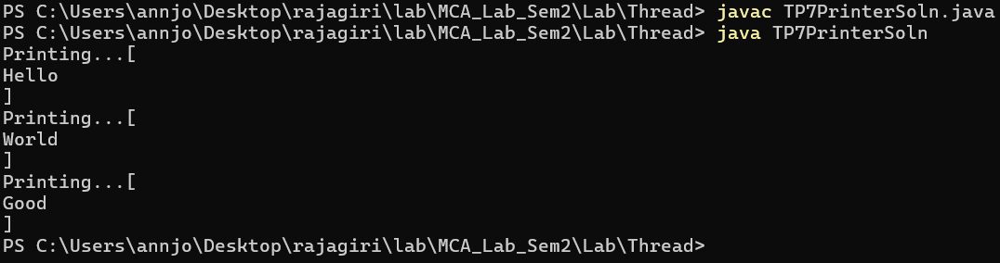 PS C:\Users\annjo\Desktop\rajagiri\lab\MCA_Lab_Sem2\Lab\Thread> javac TP7PrinterSoln.java
PS C:\Users\annjo\Desktop\rajagiri\lab\MCA_Lab_Sem2\Lab\Thread> java TP7PrinterSoln
Printing...[
Hello
]
Printing...[
World
]
Printing...[
Good
]
PS C:\Users\annjo\Desktop\rajagiri\lab\MCA_Lab_Sem2\Lab\Thread>